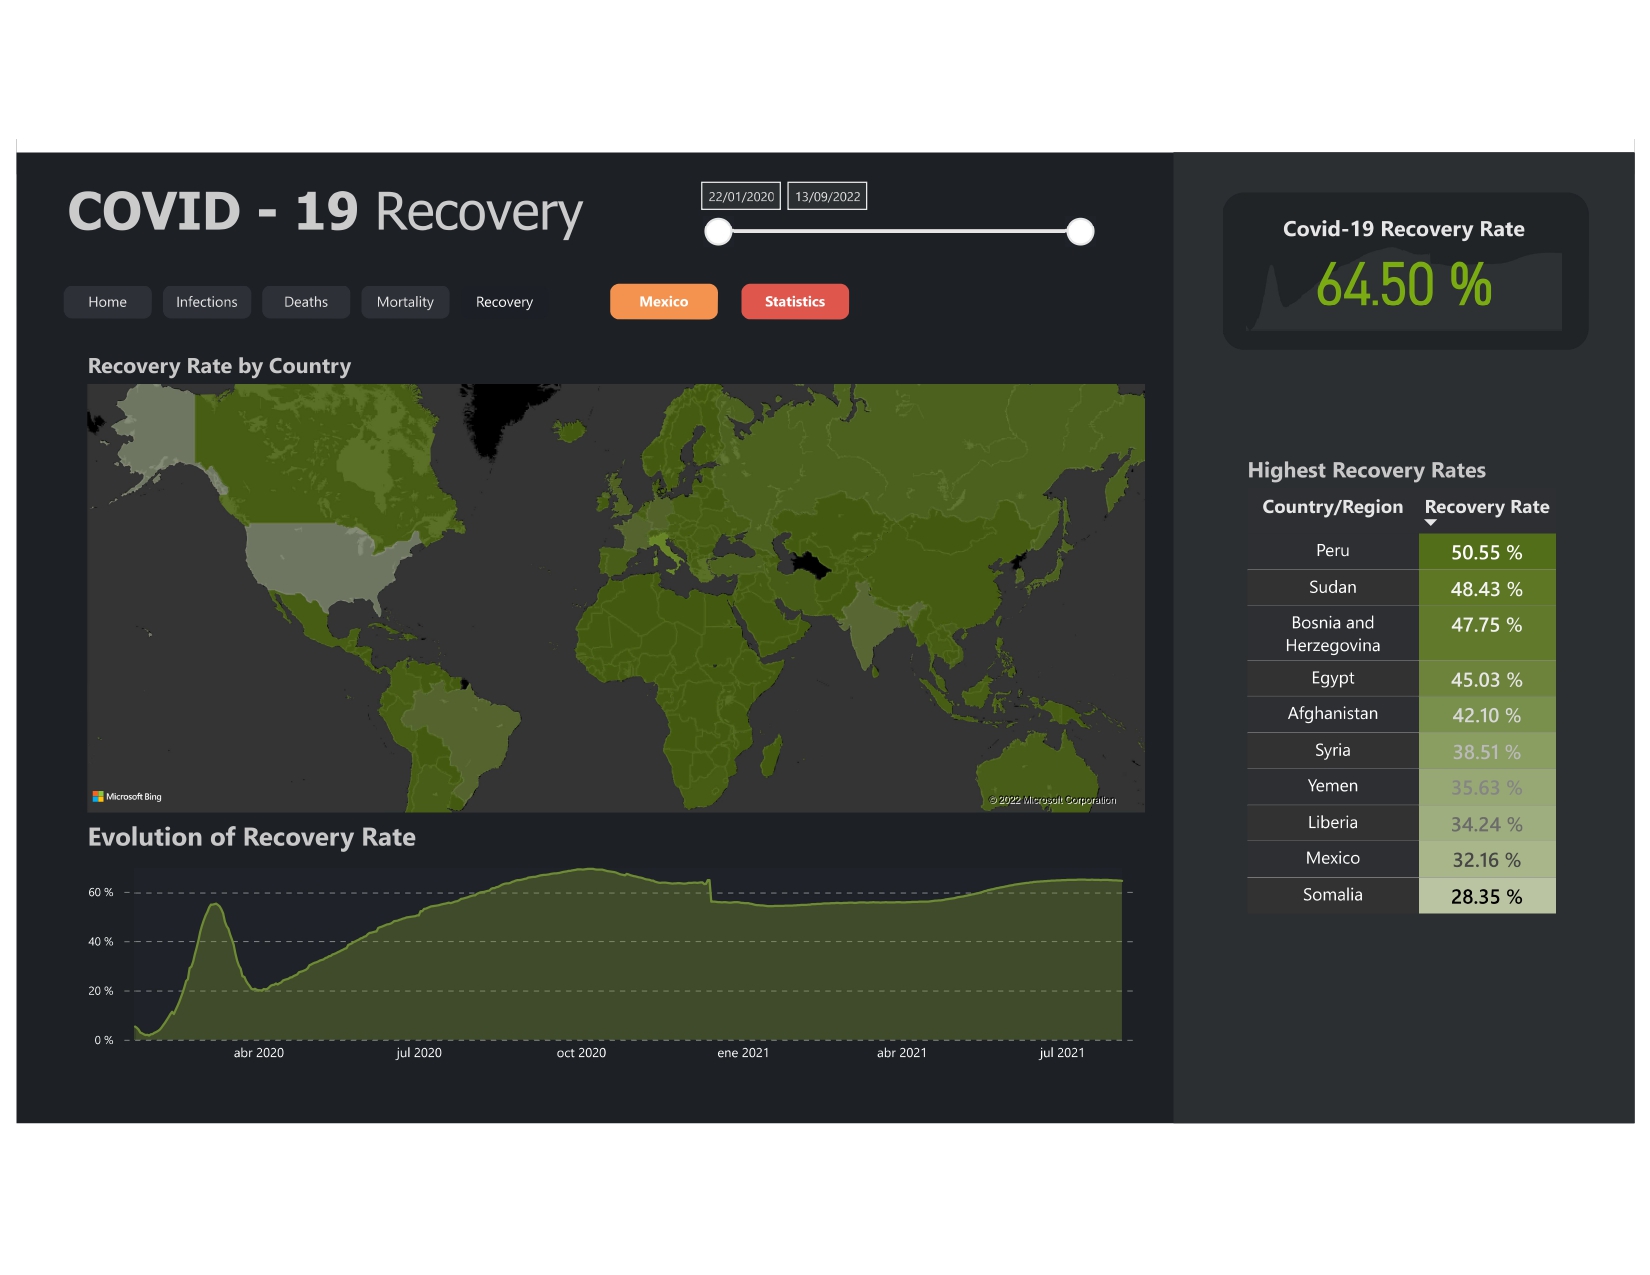 COVID - 19 Recovery
22/01/2020 13/09/2022
Home Infections Deaths Mortality Recovery Mexico Statistics
Recovery Rate by Country
Microsoft Bing
© 2022 Microsoft Corporation
Evolution of Recovery Rate
60 %
40 %
20 %
0 %
abr 2020 jul 2020 oct 2020 ene 2021 abr 2021 jul 2021
Covid-19 Recovery Rate
64.50 %
Highest Recovery Rates
Country/Region Recovery Rate
Peru 50.55 %
Sudan 48.43 %
Bosnia and 47.75 %
Herzegovina
Egypt 45.03 %
Afghanistan 42.10 %
Syria 38.51 %
Yemen 35.63 %
Liberia 34.24 %
Mexico 32.16 %
Somalia 28.35 %